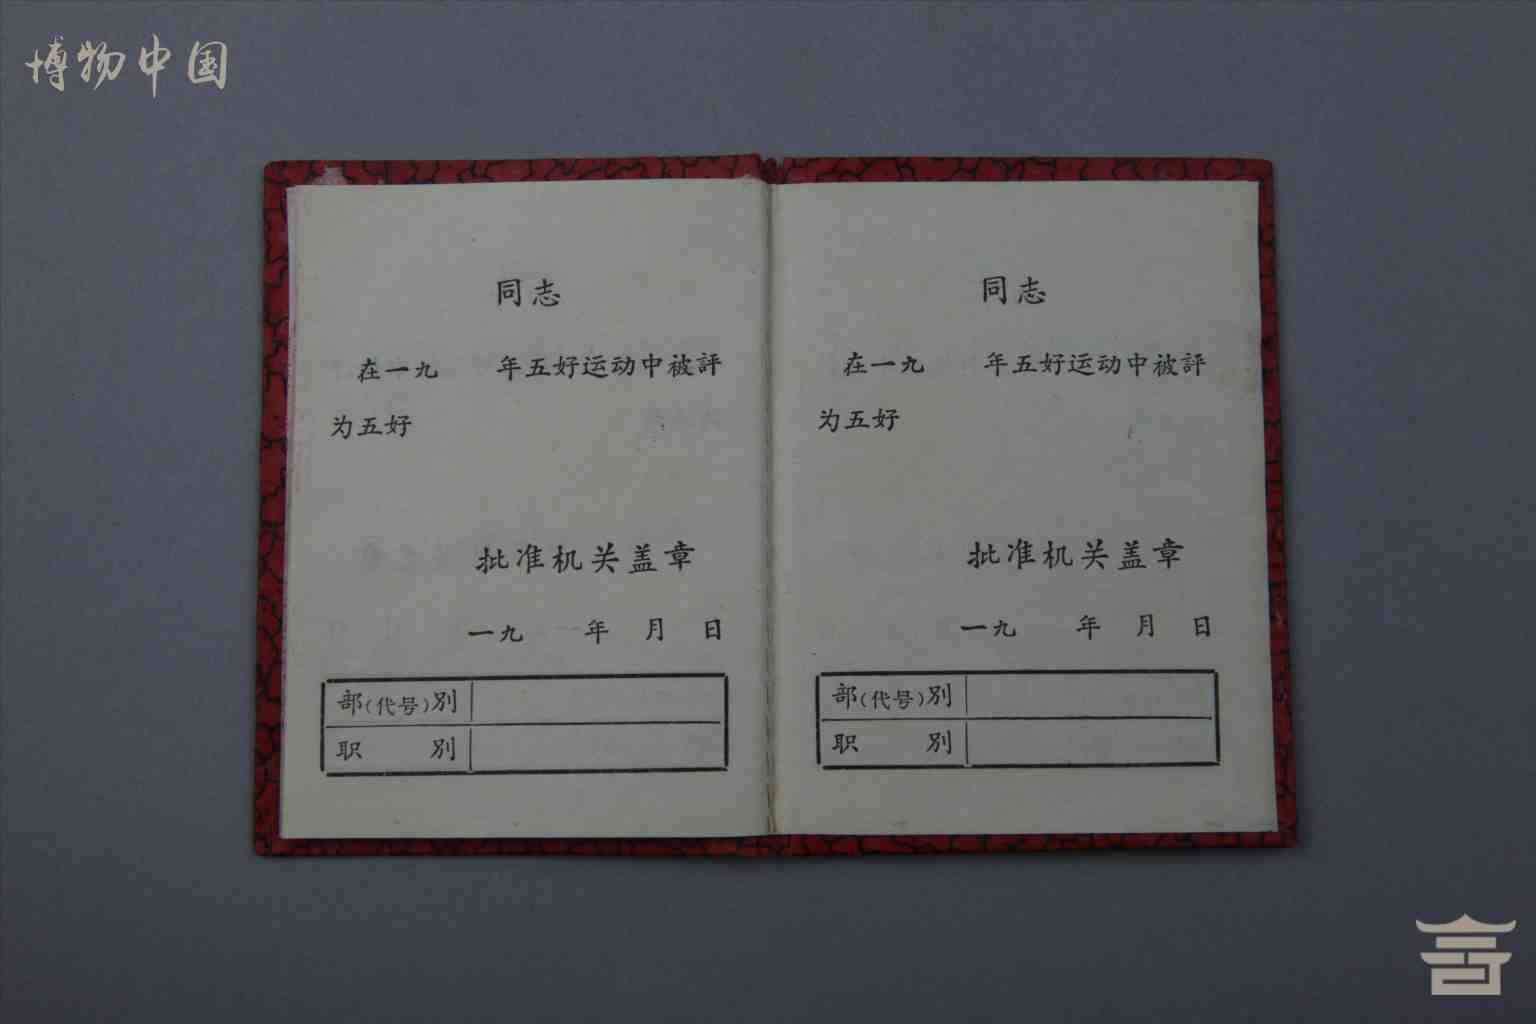 博物中国
同志
在一九 年五好运动中被評
为五好
批准机关盖章
一九 年 月 日
部(代号)别
职 别
同志
在一九 年五好运动中被評
为五好
批准机关盖章
一九 年 月 日
部(代号)别
职 别